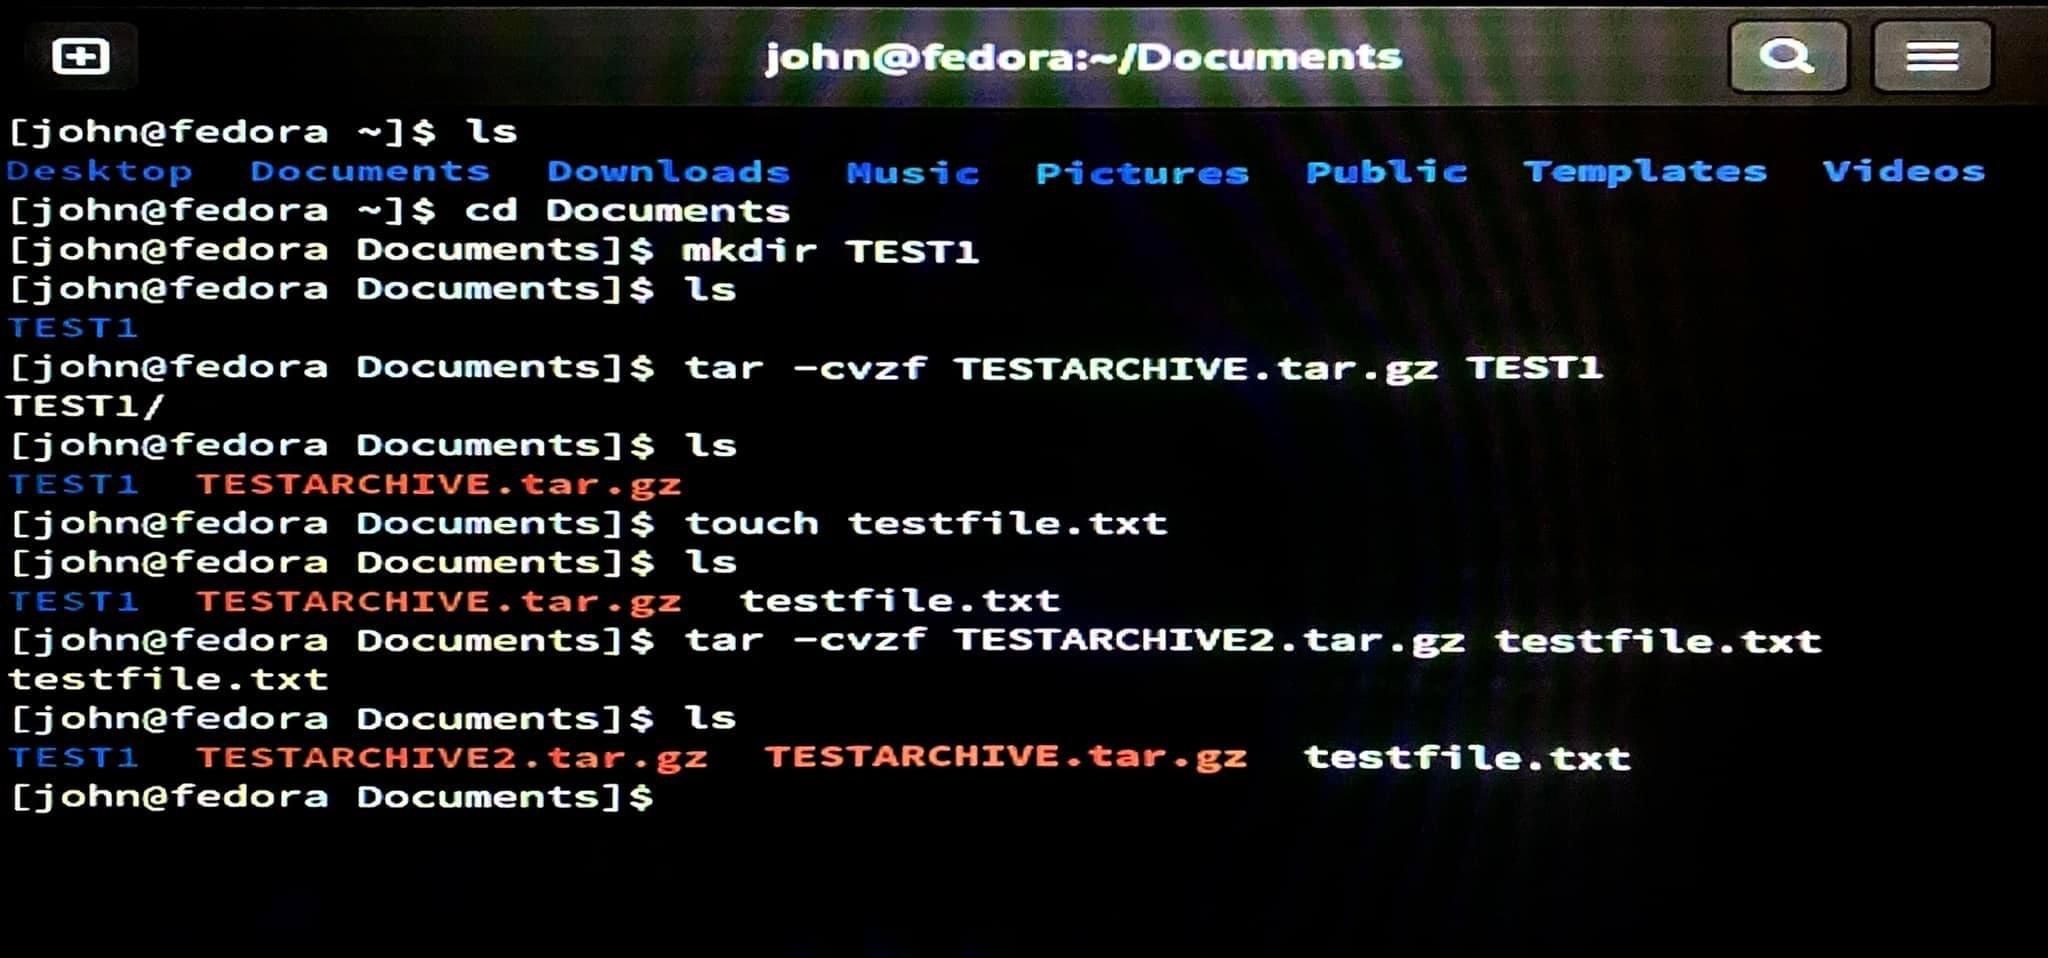 john@fedora:~/Documents
[john@fedora ~]$ ls
Desktop  Documents  Downloads  Music  Pictures  Public  Templates  Videos
[john@fedora ~]$ cd Documents
[john@fedora Documents]$ mkdir TEST1
[john@fedora Documents]$ ls
TEST1
[john@fedora Documents]$ tar -cvzf TESTARCHIVE.tar.gz TEST1
TEST1/
[john@fedora Documents]$ ls
TEST1  TESTARCHIVE.tar.gz
[john@fedora Documents]$ touch testfile.txt
[john@fedora Documents]$ ls
TEST1  TESTARCHIVE.tar.gz  testfile.txt
[john@fedora Documents]$ tar -cvzf TESTARCHIVE2.tar.gz testfile.txt
testfile.txt
[john@fedora Documents]$ ls
TEST1  TESTARCHIVE2.tar.gz  TESTARCHIVE.tar.gz  testfile.txt
[john@fedora Documents]$